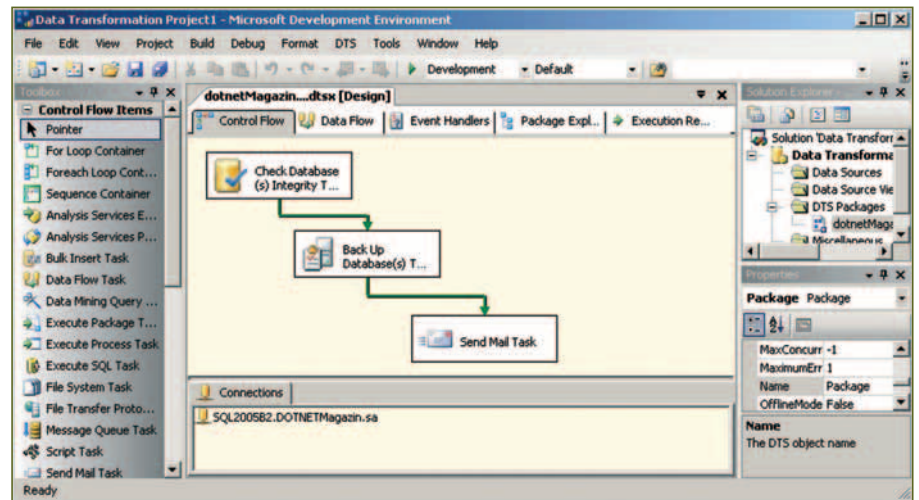 Data Transformation Project1 - Microsoft Development Environment
File Edit View Project Build Debug Format DTS Tools Window Help
Development Default
Toolbox
Control Flow Items
Pointer
For Loop Container
Foreach Loop Cont...
Sequence Container
Analysis Services E...
Analysis Services P...
Bulk Insert Task
Data Flow Task
Data Mining Query ...
Execute Package T...
Execute Process Task
Execute SQL Task
File System Task
File Transfer Proto...
Message Queue Task
Script Task
Send Mail Task
dotnetMagazin....dtsx [Design]
Control Flow Data Flow Event Handlers Package Expl... Execution Re...
Check Database
(s) Integrity T...
Back Up
Database(s) T...
Send Mail Task
Connections
SQL2005B2.DOTNETMagazin.sa
Solution Explorer
Solution 'Data Transform
Data Transforma
Data Sources
Data Source Vie
DTS Packages
dotnetMaga
Miscellaneous
Properties
Package Package
MaxConcurr -1
MaximumErr 1
Name Package
OfflineMode False
Name
The DTS object name
Ready